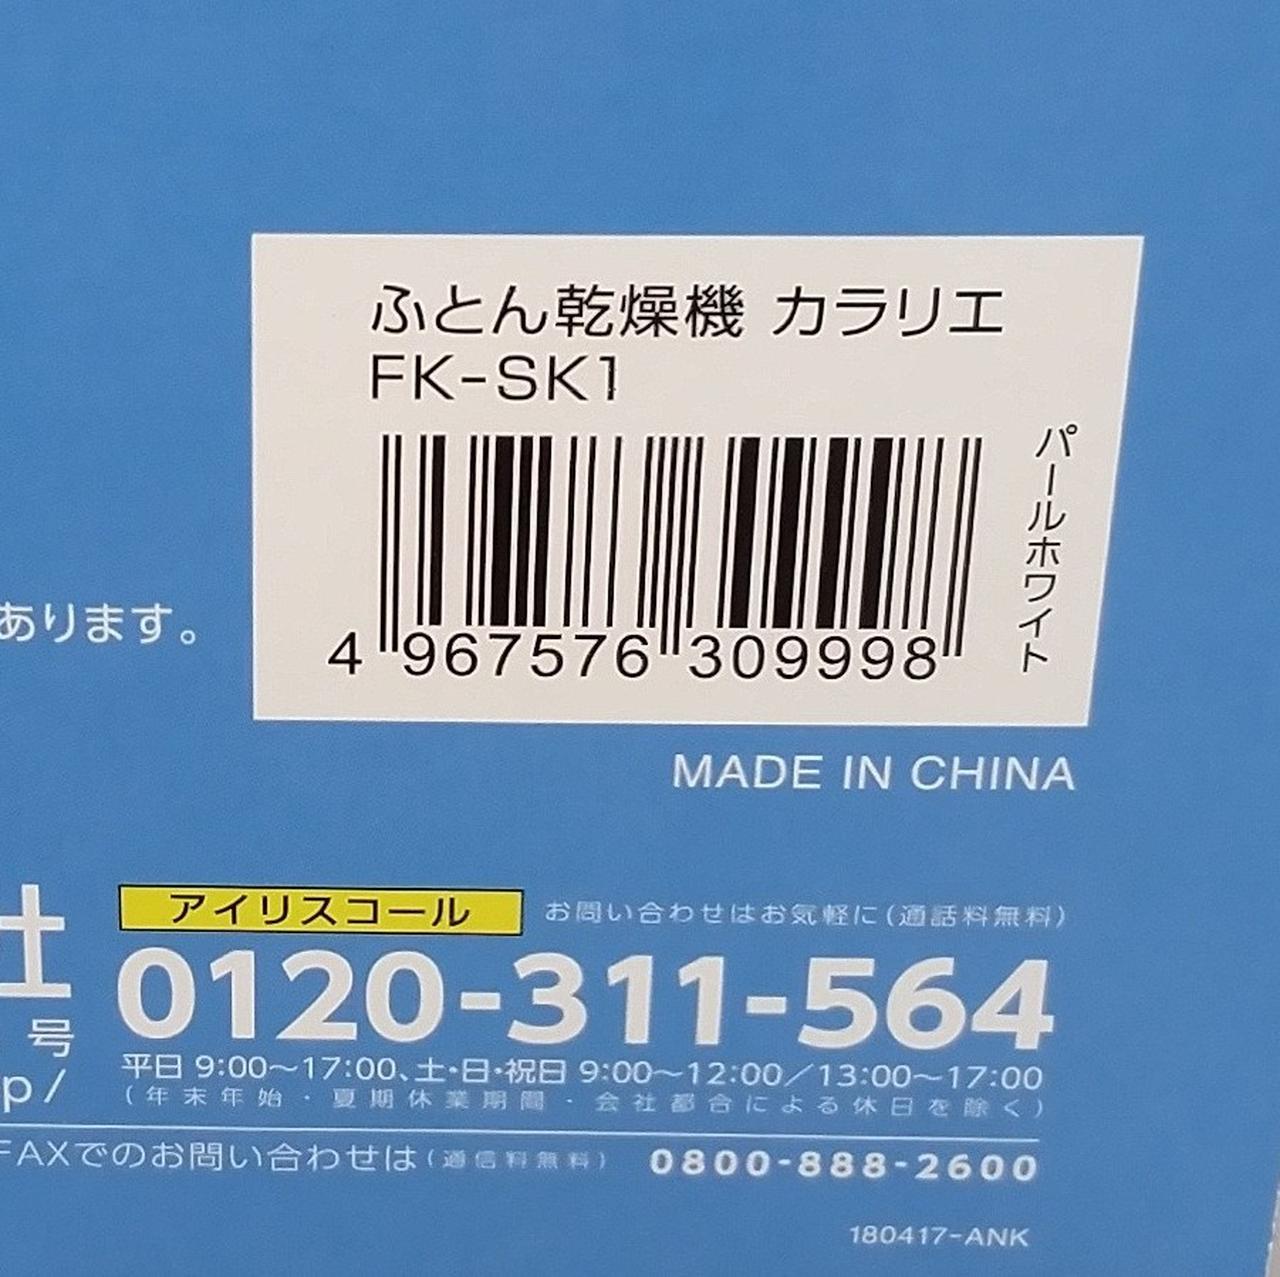 ふとん乾燥機 カラリエ
FK-SK1
パールホワイト
4 967576 309998
あります。
MADE IN CHINA
アイリスコール お問い合わせはお気軽に(通話料無料)
0120-311-564
号
平日 9:00〜17:00、土・日・祝日 9:00〜12:00／13:00〜17:00
p/
(年末年始・夏期休業期間・会社都合による休日を除く)
FAXでのお問い合わせは(通信料無料) 0800-888-2600
180417-ANK